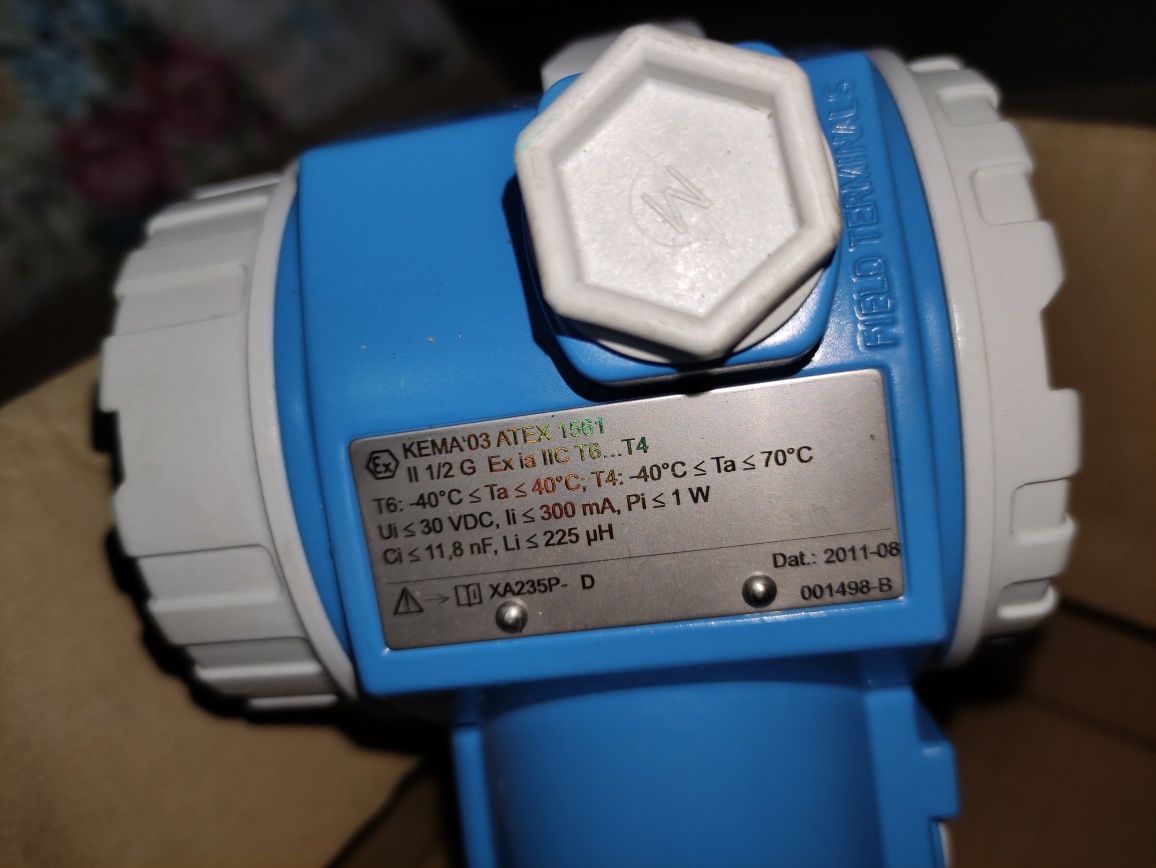 FIELD TERMINALS
Ex KEMA'03 ATEX 1561
II 1/2 G Ex ia IIC T6...T4
T6: -40°C ≤ Ta ≤ 40°C; T4: -40°C ≤ Ta ≤ 70°C
Ui ≤ 30 VDC, Ii ≤ 300 mA, Pi ≤ 1 W
Ci ≤ 11,8 nF, Li ≤ 225 µH
XA235P- D
Dat.: 2011-08
001498-B